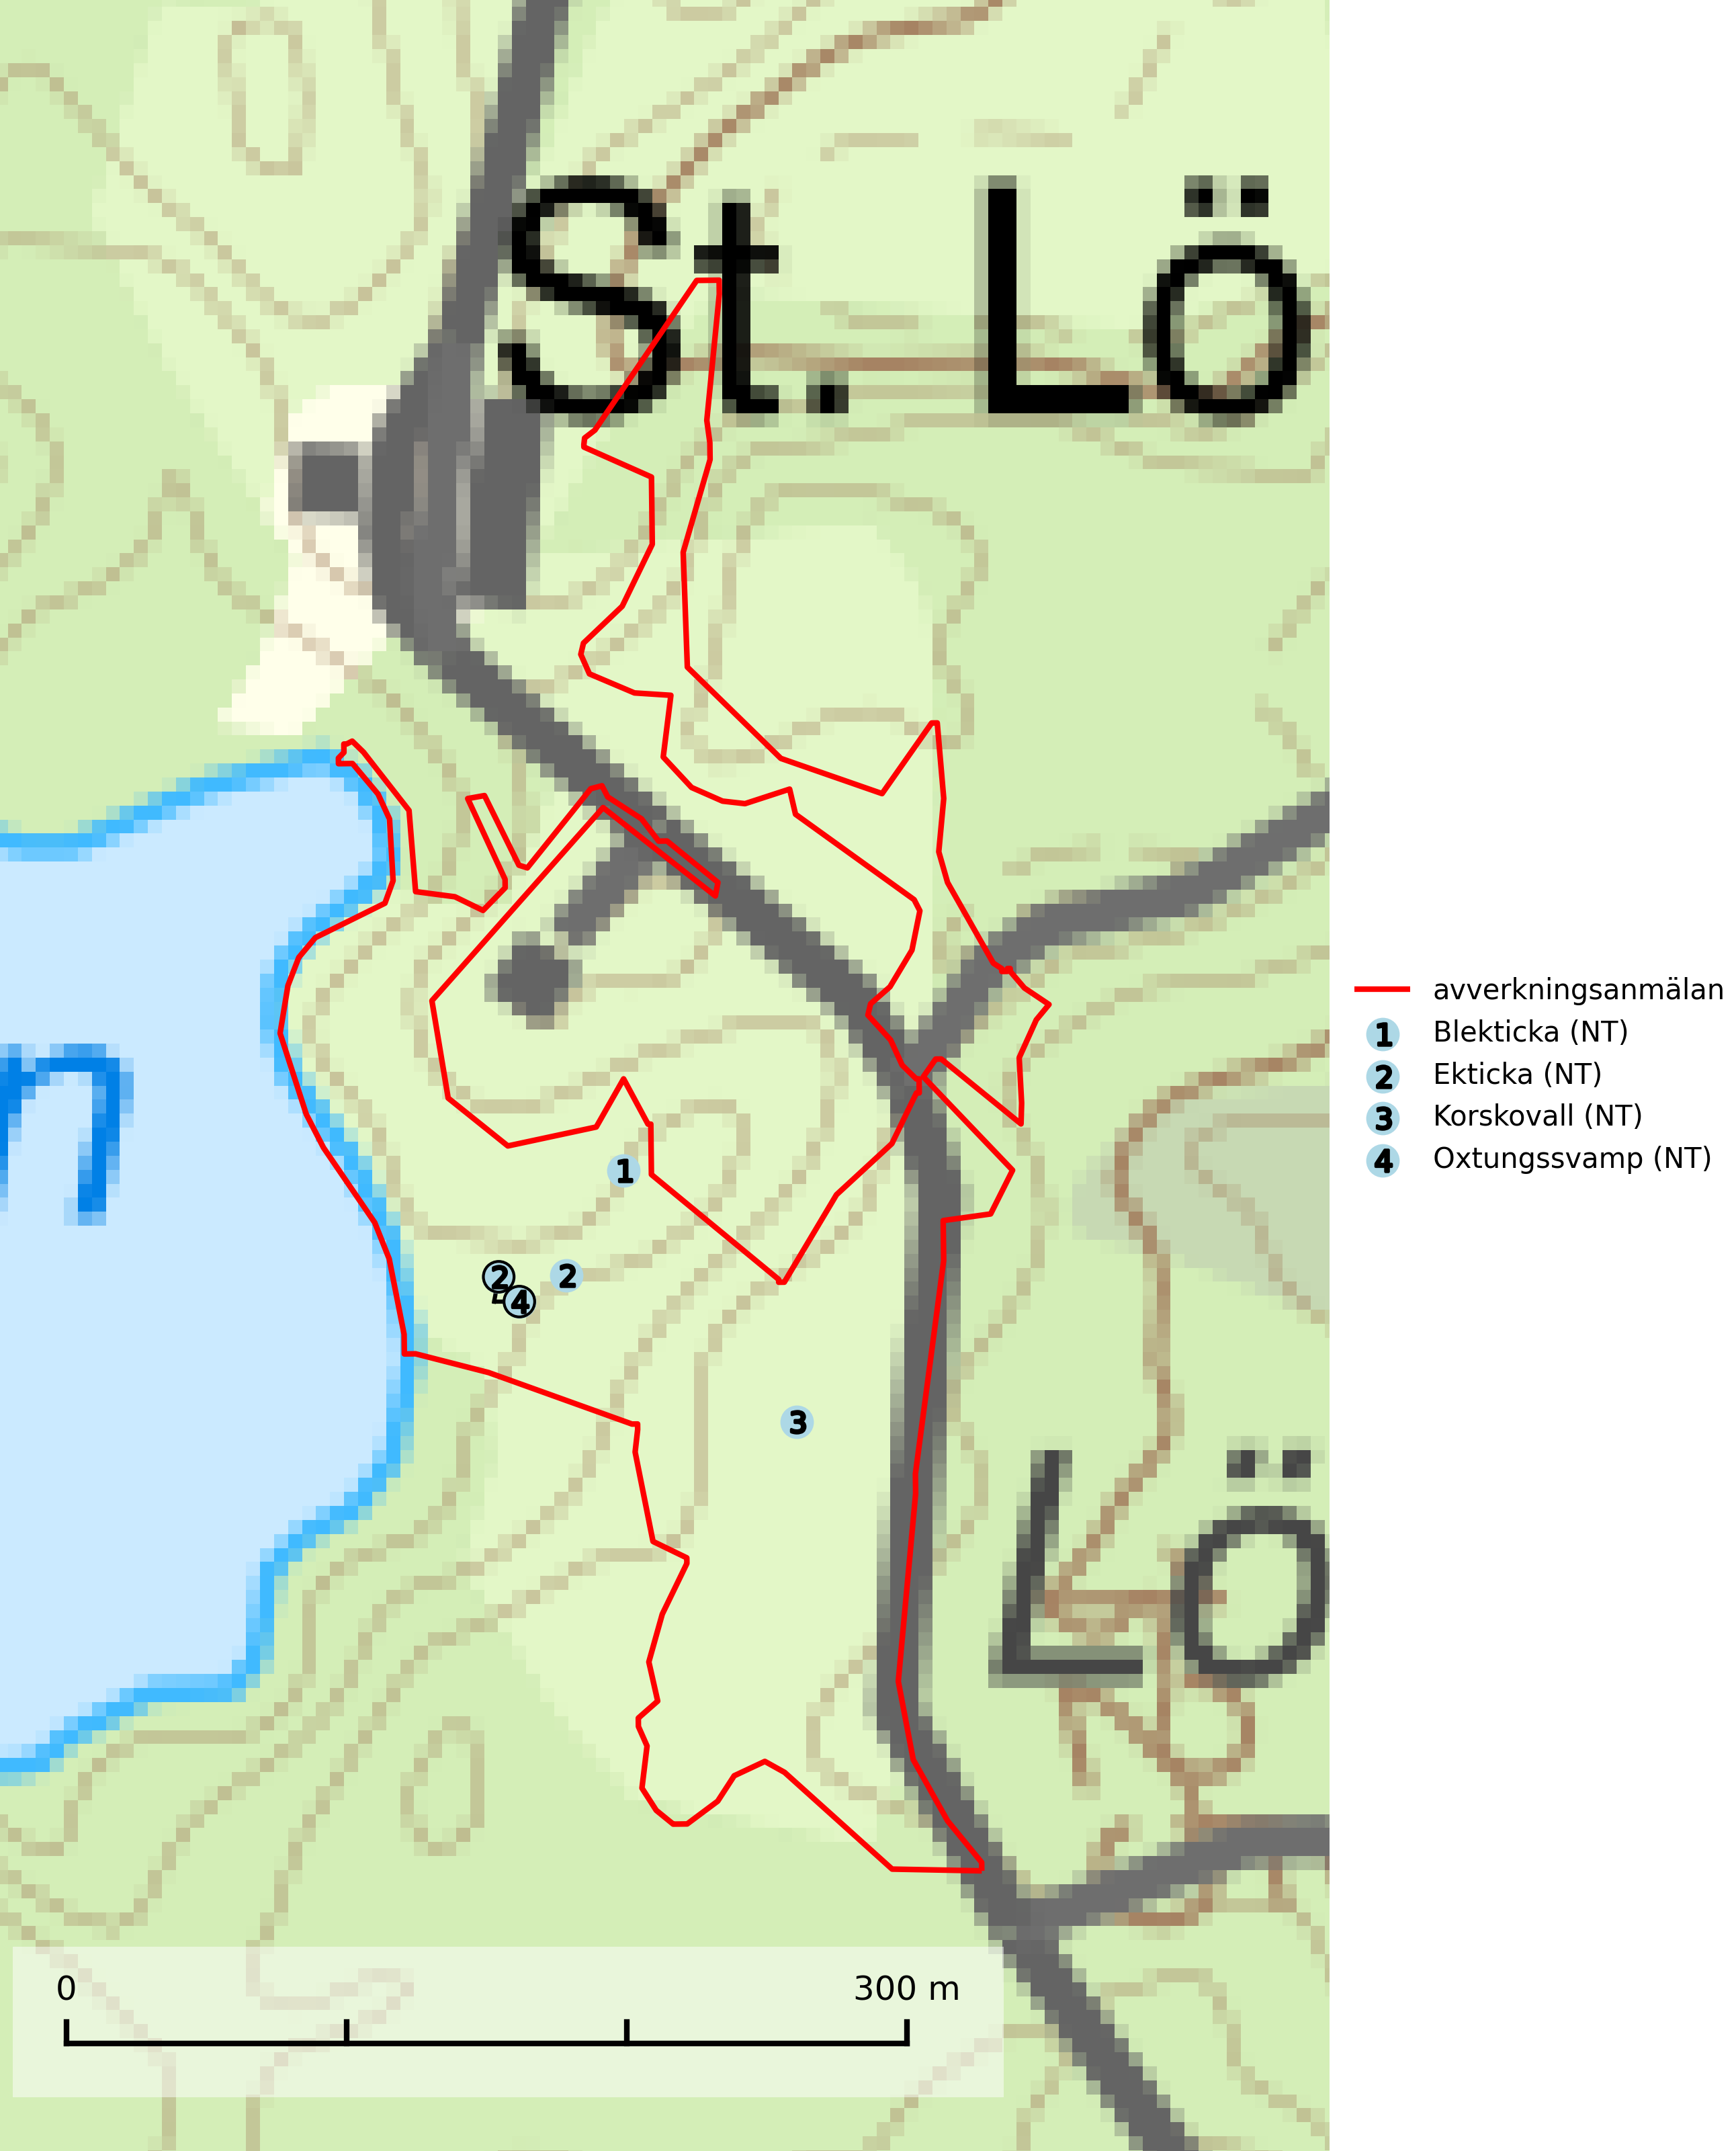 St. Lö
n
avverkningsanmälan
1 Blekticka (NT)
2 Ekticka (NT)
3 Korskovall (NT)
4 Oxtungssvamp (NT)
1
2
2
4
3
Lö
0 300 m